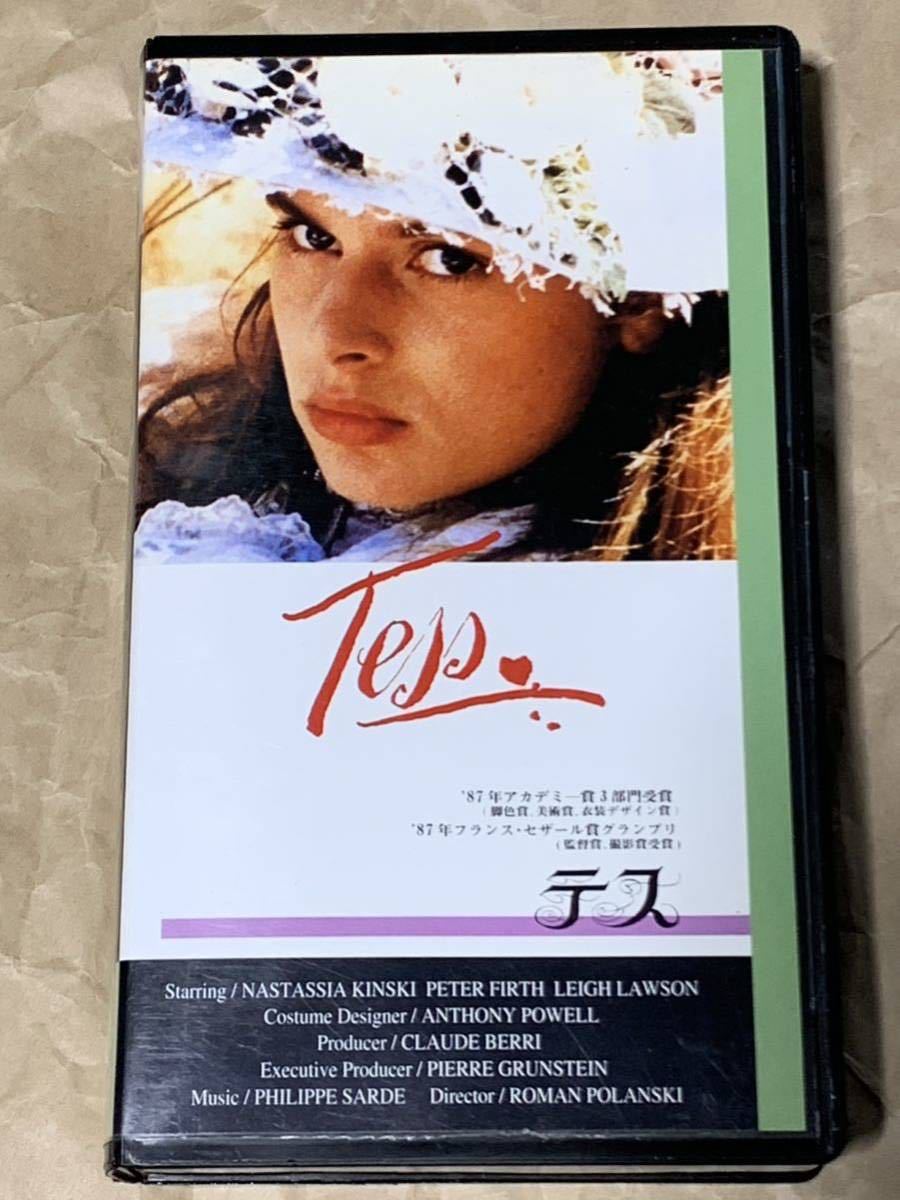 Tess
'87年アカデミー賞3部門受賞
(脚色賞、美術賞、衣装デザイン賞)
'87年フランス・セザール賞グランプリ
(監督賞、撮影賞受賞)
テス
Starring / NASTASSIA KINSKI PETER FIRTH LEIGH LAWSON
Costume Designer / ANTHONY POWELL
Producer / CLAUDE BERRI
Executive Producer / PIERRE GRUNSTEIN
Music / PHILIPPE SARDE Director / ROMAN POLANSKI